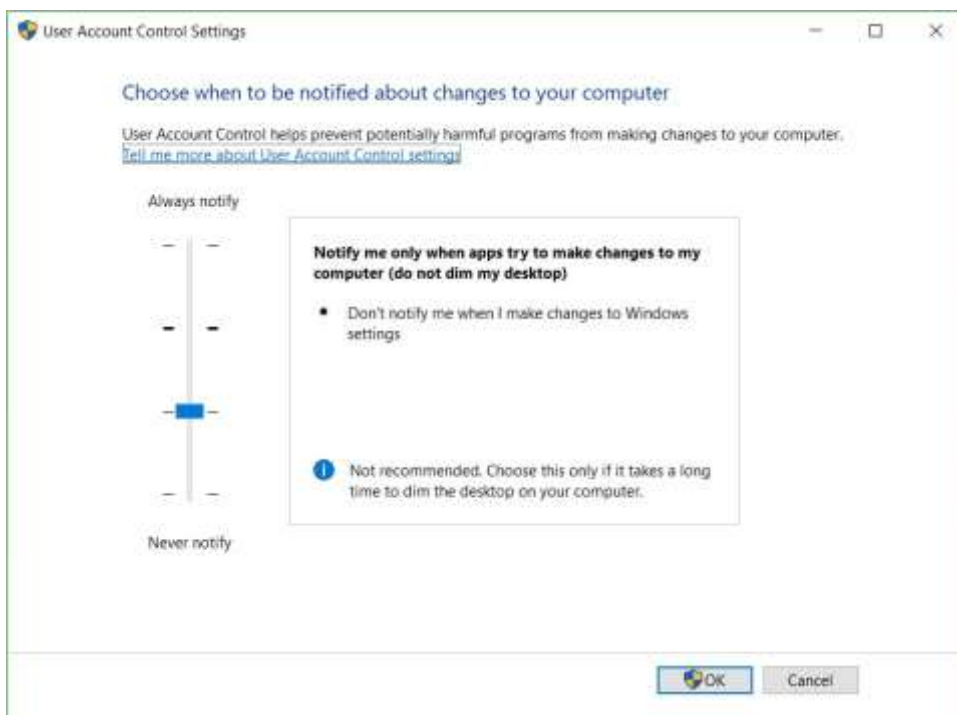 User Account Control Settings
Choose when to be notified about changes to your computer
User Account Control helps prevent potentially harmful programs from making changes to your computer.
Tell me more about User Account Control settings
Always notify
Notify me only when apps try to make changes to my
computer (do not dim my desktop)
• Don't notify me when I make changes to Windows
settings
Not recommended. Choose this only if it takes a long
time to dim the desktop on your computer.
Never notify
OK
Cancel